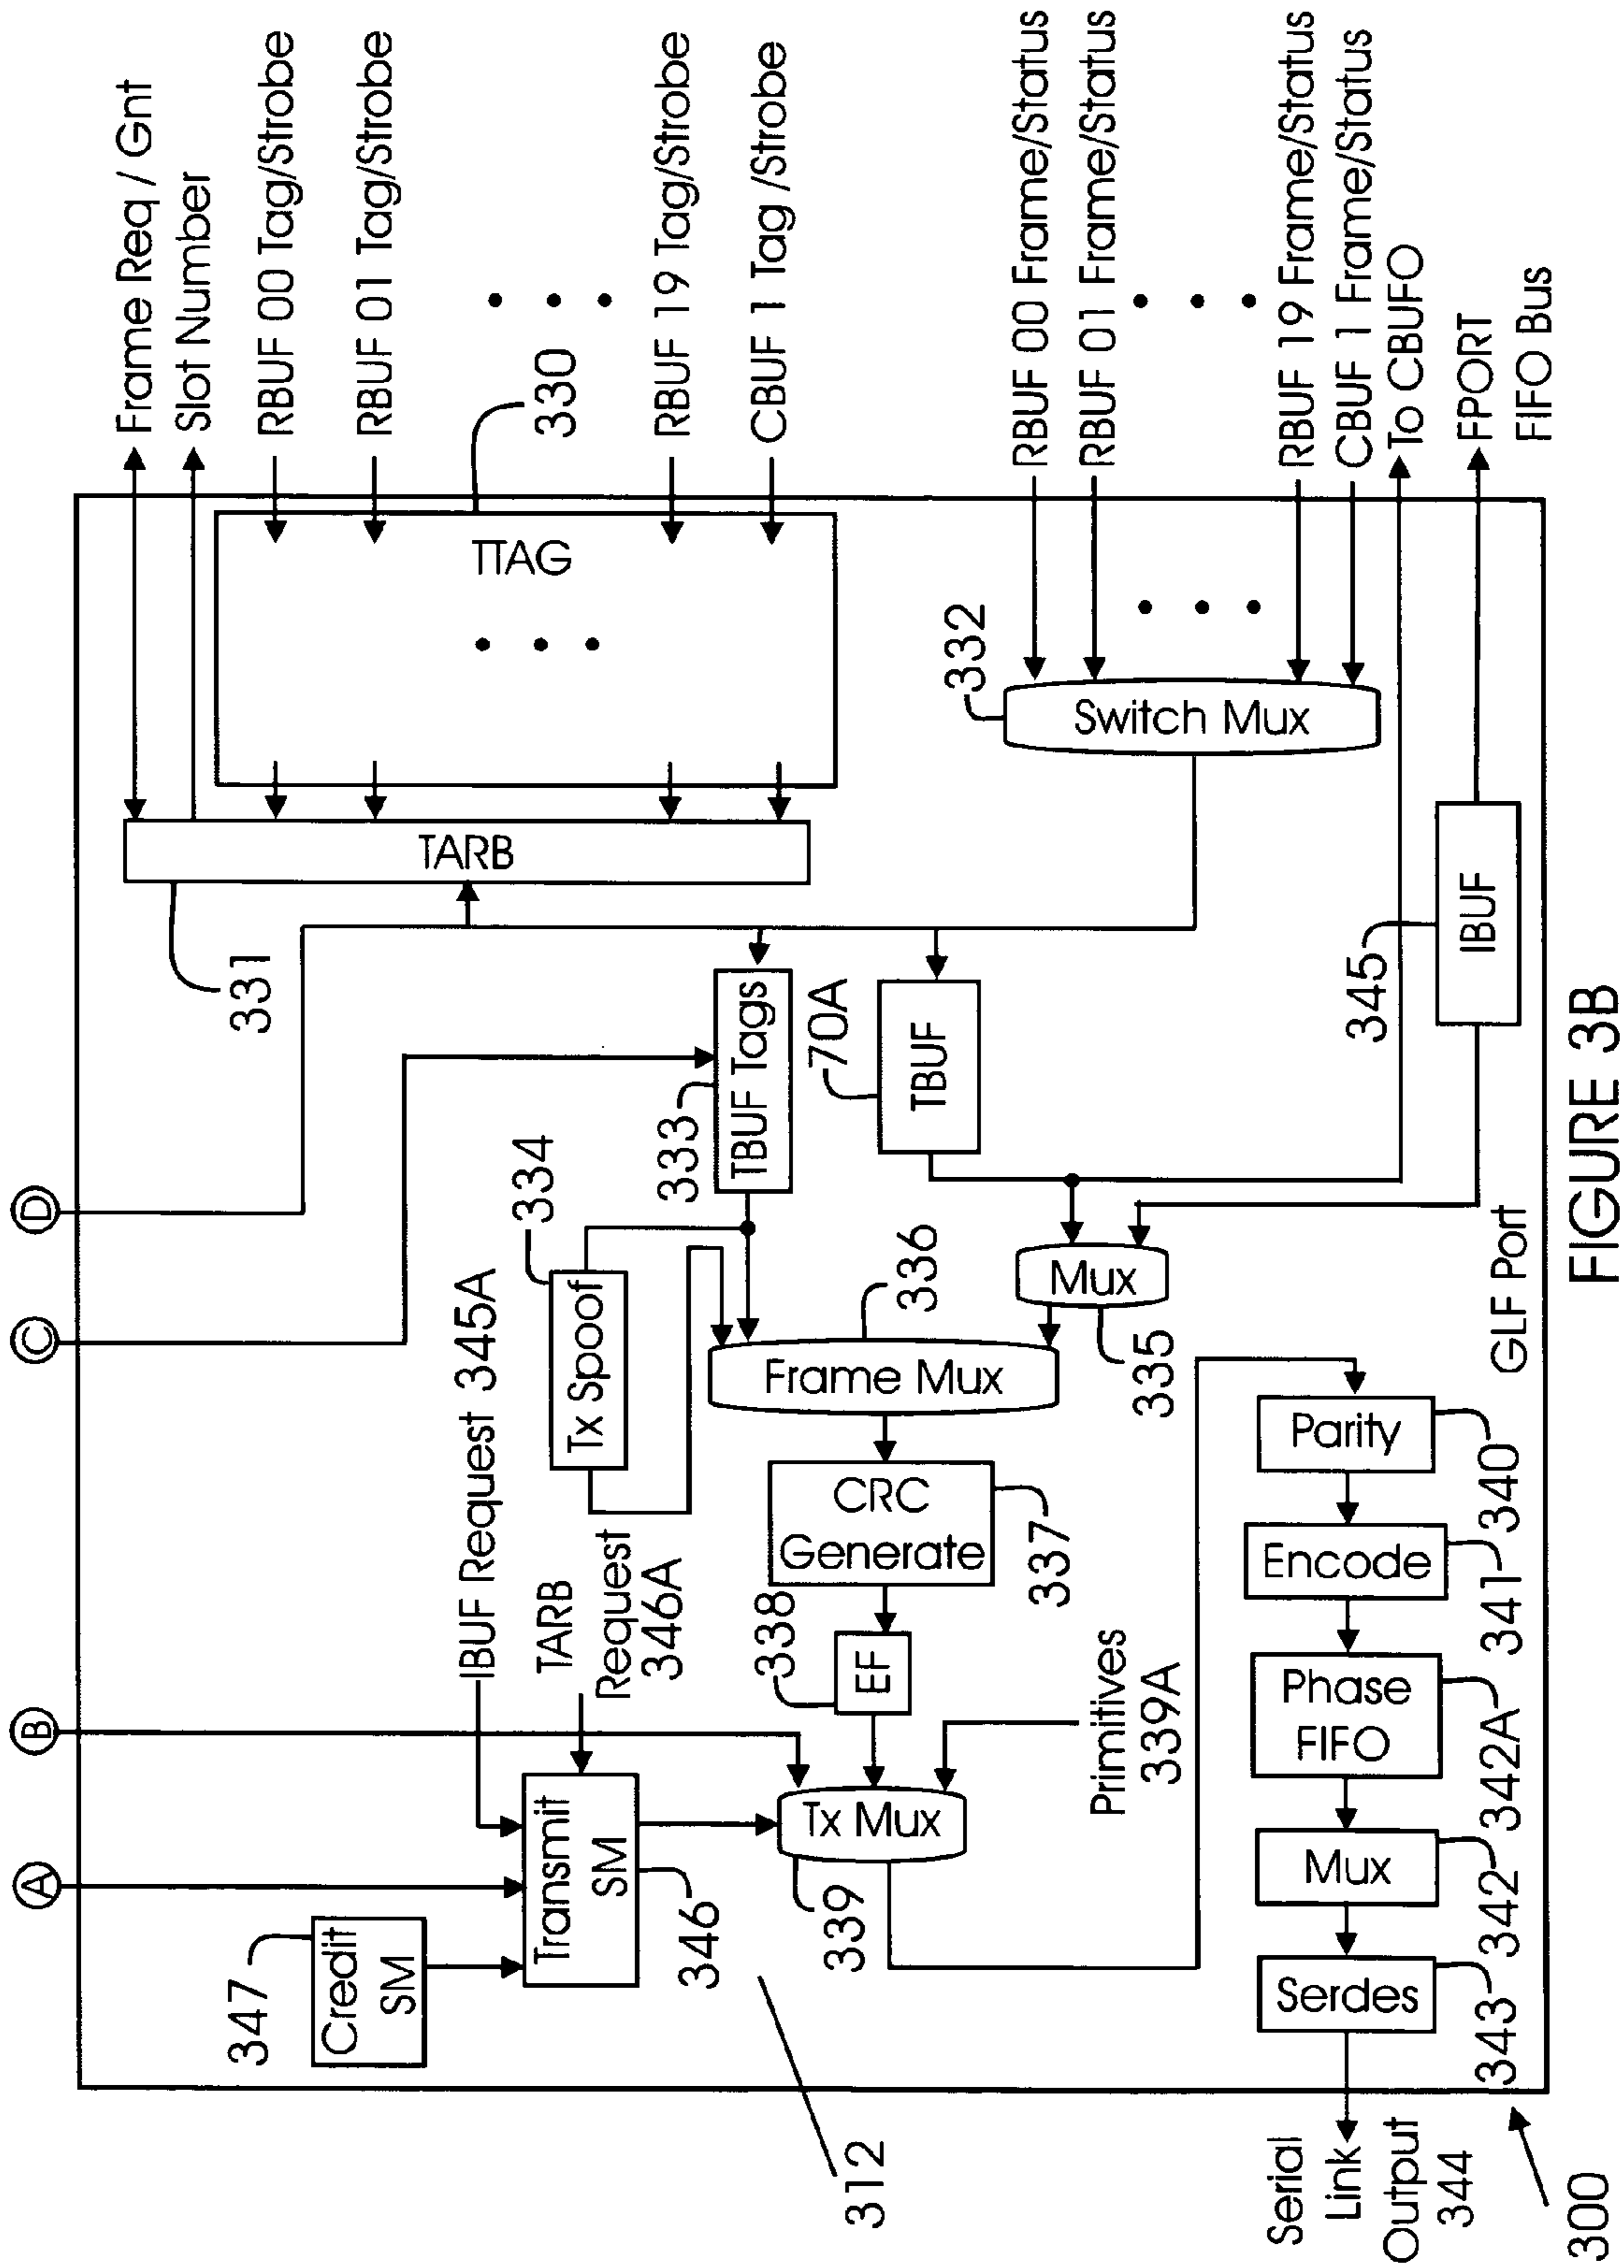 D
C
B
A
Frame Req / Gnt
Slot Number
RBUF 00 Tag/Strobe
RBUF 01 Tag/Strobe
330
RBUF 19 Tag/Strobe
CBUF 1 Tag /Strobe
RBUF 00 Frame/Status
RBUF 01 Frame/Status
RBUF 19 Frame/Status
CBUF 1 Frame/Status
To CBUFO
FPORT
FIFO Bus
TTAG
TARB
331
332
Switch Mux
333
TBUF Tags
70A
TBUF
345
IBUF
334
Tx Spoof
336
Frame Mux
Mux
335
GLF Port
IBUF Request 345A
TARB
Request
346A
CRC
Generate
337
338
EF
Primitives
339A
347
Credit
SM
Transmit
SM
346
Tx Mux
339
312
Parity
340
Encode
341
Phase
FIFO
342A
Mux
342
Serdes
343
Serial
Link
Output
344
300
FIGURE 3B